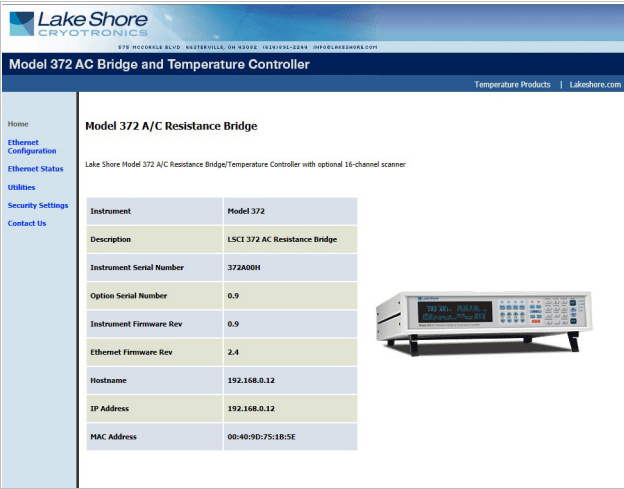 Lake Shore
CRYOTRONICS
575 MCCORKLE BLVD WESTERVILLE, OH 43082 (614)891-2244 INFO@LAKESHORE.COM
Model 372 AC Bridge and Temperature Controller
Temperature Products | Lakeshore.com
Home
Ethernet
Configuration
Ethernet Status
Utilities
Security Settings
Contact Us
Model 372 A/C Resistance Bridge
Lake Shore Model 372 A/C Resistance Bridge/Temperature Controller with optional 16-channel scanner
Instrument Model 372
Description LSCI 372 AC Resistance Bridge
Instrument Serial Number 372A00H
Option Serial Number 0.9
Instrument Firmware Rev 0.9
Ethernet Firmware Rev 2.4
Hostname 192.168.0.12
IP Address 192.168.0.12
MAC Address 00:40:9D:75:1B:5E
LakeShore